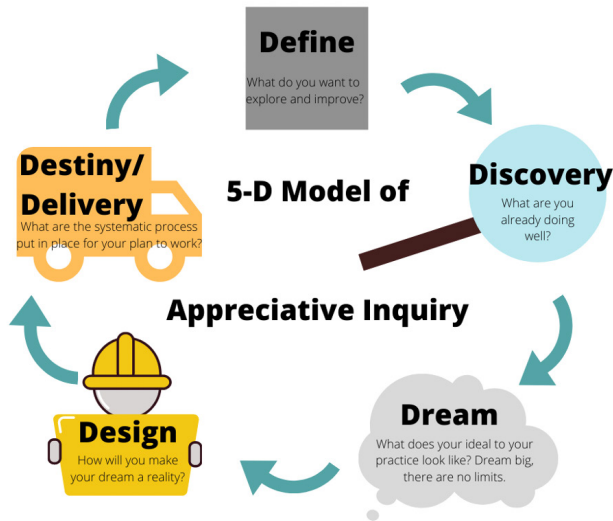 Define
What do you want to
explore and improve?
Discovery
What are you
already doing
well?
5-D Model of
Appreciative Inquiry
Dream
What does your ideal to your
practice look like? Dream big,
there are no limits.
Design
How will you make
your dream a reality?
Destiny/
Delivery
What are the systematic process
put in place for your plan to work?